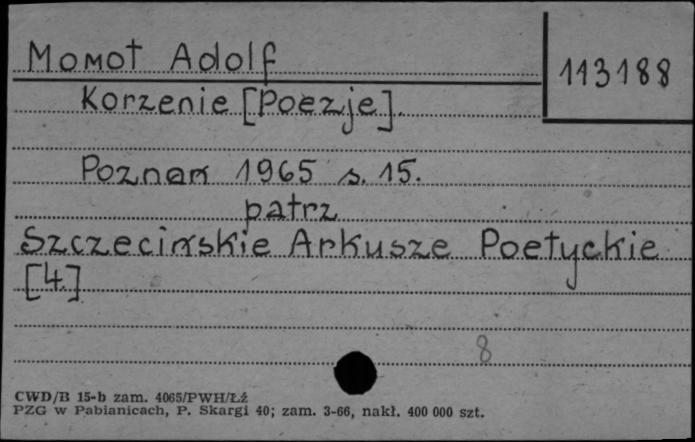 Momot Adolf
113188
Korzenie [Poezje].
Poznań 1965 s. 15.
patrz
Szczecińskie Arkusze Poetyckie
[4.]
8
CWD/B 15-b zam. 4065/PWH/Łź
PZG w Pabianicach, P. Skargi 40; zam. 3-66, nakł. 400 000 szt.